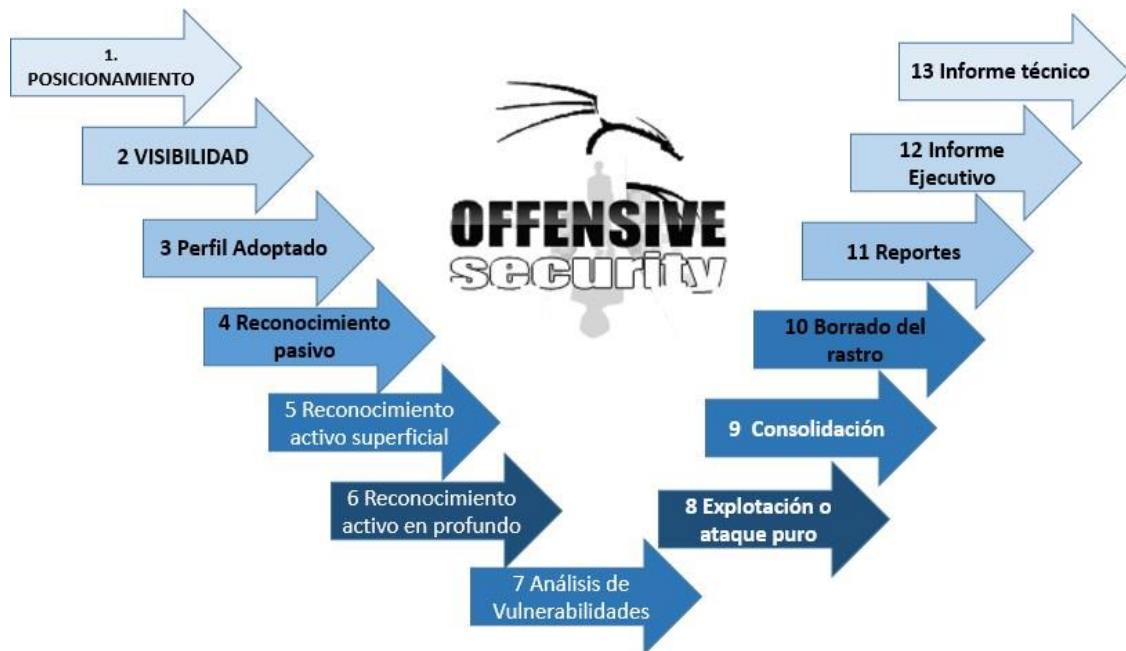 1.
POSICIONAMIENTO
2 VISIBILIDAD
3 Perfil Adoptado
4 Reconocimiento
pasivo
5 Reconocimiento
activo superficial
6 Reconocimiento
activo en profundo
7 Análisis de
Vulnerabilidades
8 Explotación o
ataque puro
9 Consolidación
10 Borrado del
rastro
11 Reportes
12 Informe
Ejecutivo
13 Informe técnico
OFFENSIVE
security